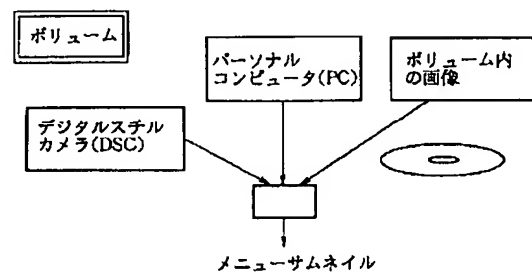 ボリューム
パーソナル
コンピュータ(PC)
ボリューム内
の画像
デジタルスチル
カメラ(DSC)
メニューサムネイル